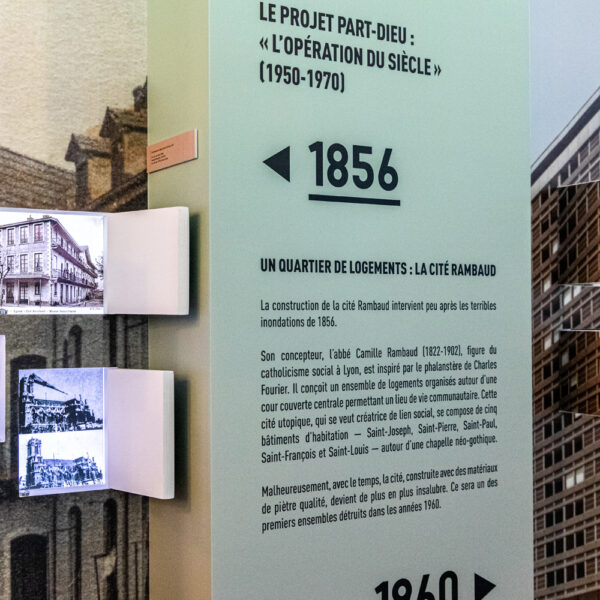 LE PROJET PART-DIEU :
« L'OPÉRATION DU SIÈCLE »
(1950-1970)
1856
UN QUARTIER DE LOGEMENTS : LA CITÉ RAMBAUD
La construction de la cité Rambaud intervient peu après les terribles
inondations de 1856.
Son concepteur, l'abbé Camille Rambaud (1822-1902), figure du
catholicisme social à Lyon, est inspiré par le phalanstère de Charles
Fourier. Il conçoit un ensemble de logements organisés autour d'une
cour couverte centrale permettant un lieu de vie communautaire. Cette
cité utopique, qui se veut créatrice de lien social, se compose de cinq
bâtiments d'habitation — Saint-Joseph, Saint-Pierre, Saint-Paul,
Saint-François et Saint-Louis — autour d'une chapelle néo-gothique.
Malheureusement, avec le temps, la cité, construite avec des matériaux
de piètre qualité, devient de plus en plus insalubre. Ce sera un des
premiers ensembles détruits dans les années 1960.
1960